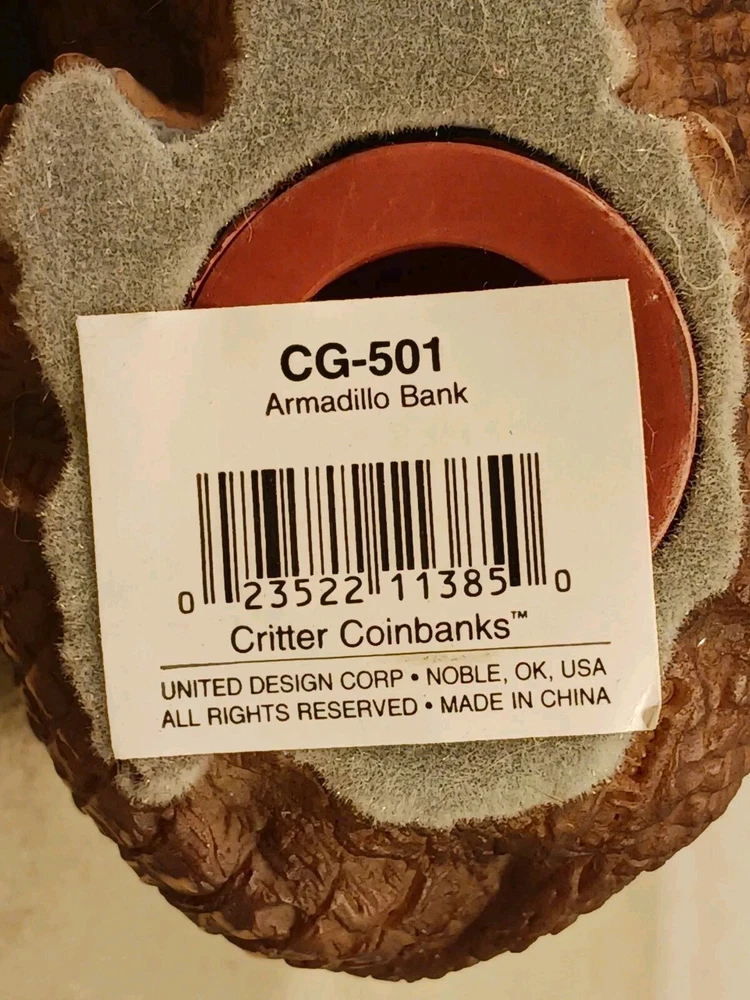 CG-501
Armadillo Bank
0 23522 11385 0
Critter Coinbanks™
UNITED DESIGN CORP • NOBLE, OK, USA
ALL RIGHTS RESERVED • MADE IN CHINA